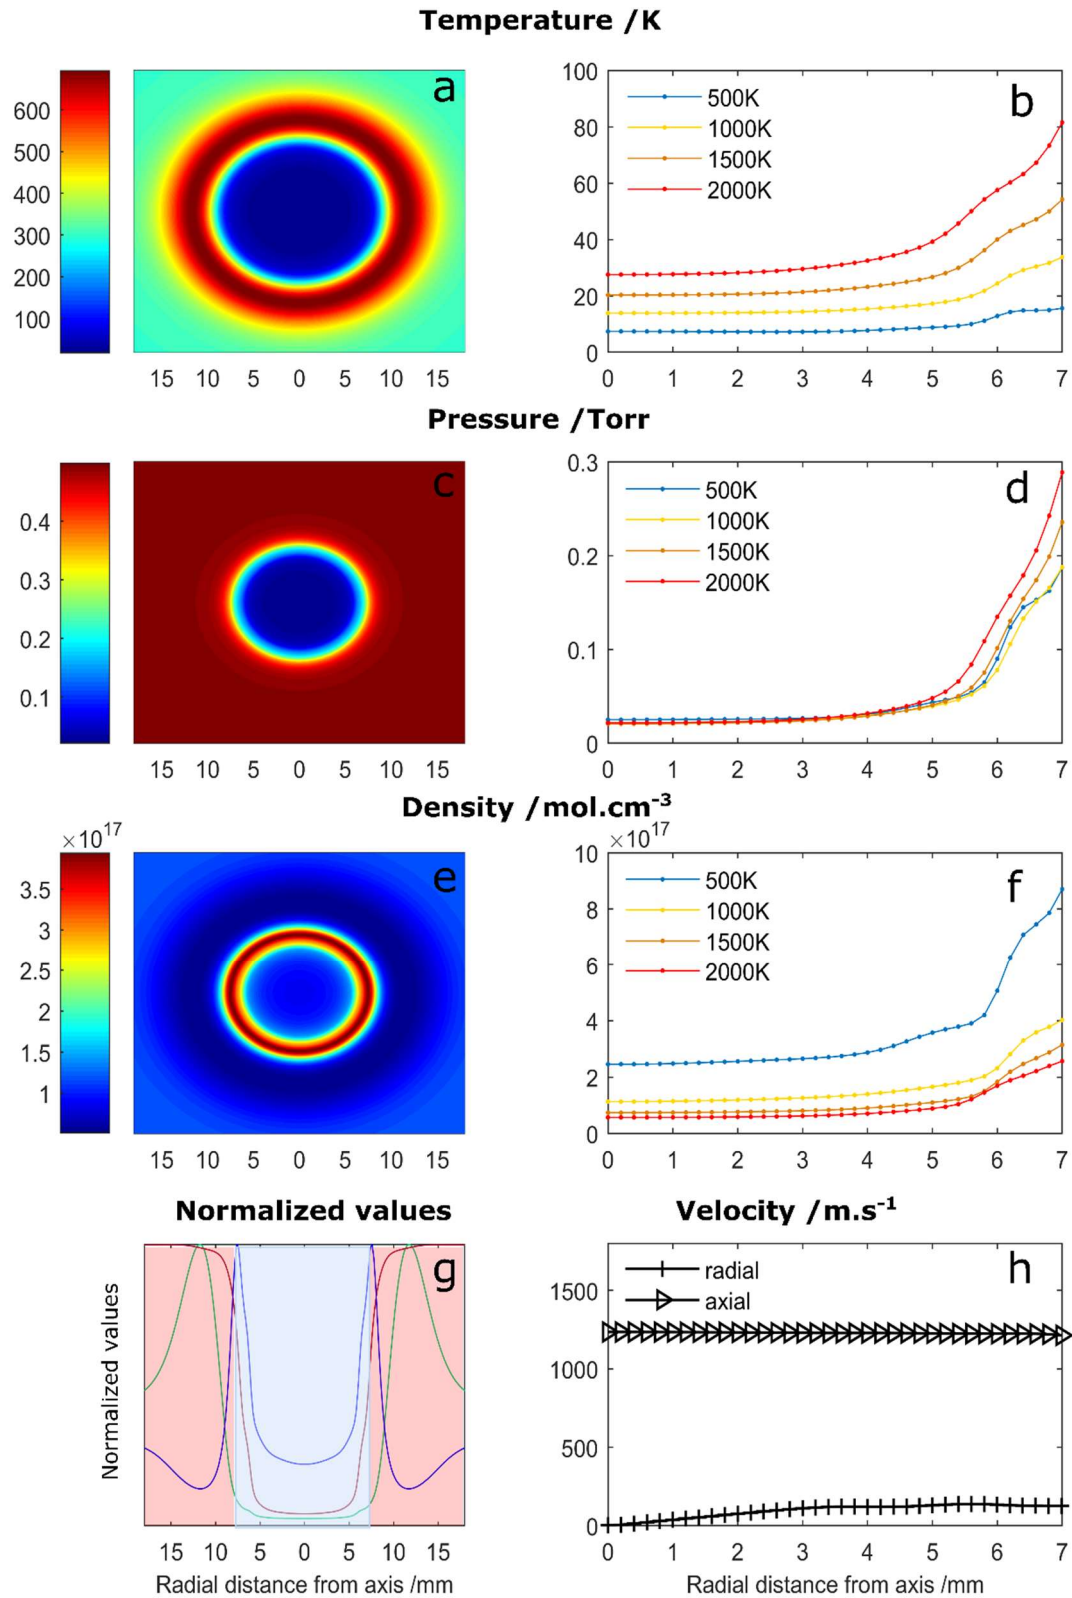 Temperature /K
a
600
500
400
300
200
100
15 10 5 0 5 10 15
b
100
80
60
40
20
0
500K
1000K
1500K
2000K
0 1 2 3 4 5 6 7
Pressure /Torr
c
0.4
0.3
0.2
0.1
15 10 5 0 5 10 15
d
0.3
0.2
0.1
0
500K
1000K
1500K
2000K
0 1 2 3 4 5 6 7
Density /mol.cm⁻³
×10¹⁷
e
3.5
3
2.5
2
1.5
1
15 10 5 0 5 10 15
×10¹⁷
f
10
8
6
4
2
0
500K
1000K
1500K
2000K
0 1 2 3 4 5 6 7
Normalized values
g
Normalized values
15 10 5 0 5 10 15
Radial distance from axis /mm
Velocity /m.s⁻¹
h
radial
axial
1500
1000
500
0
0 1 2 3 4 5 6 7
Radial distance from axis /mm